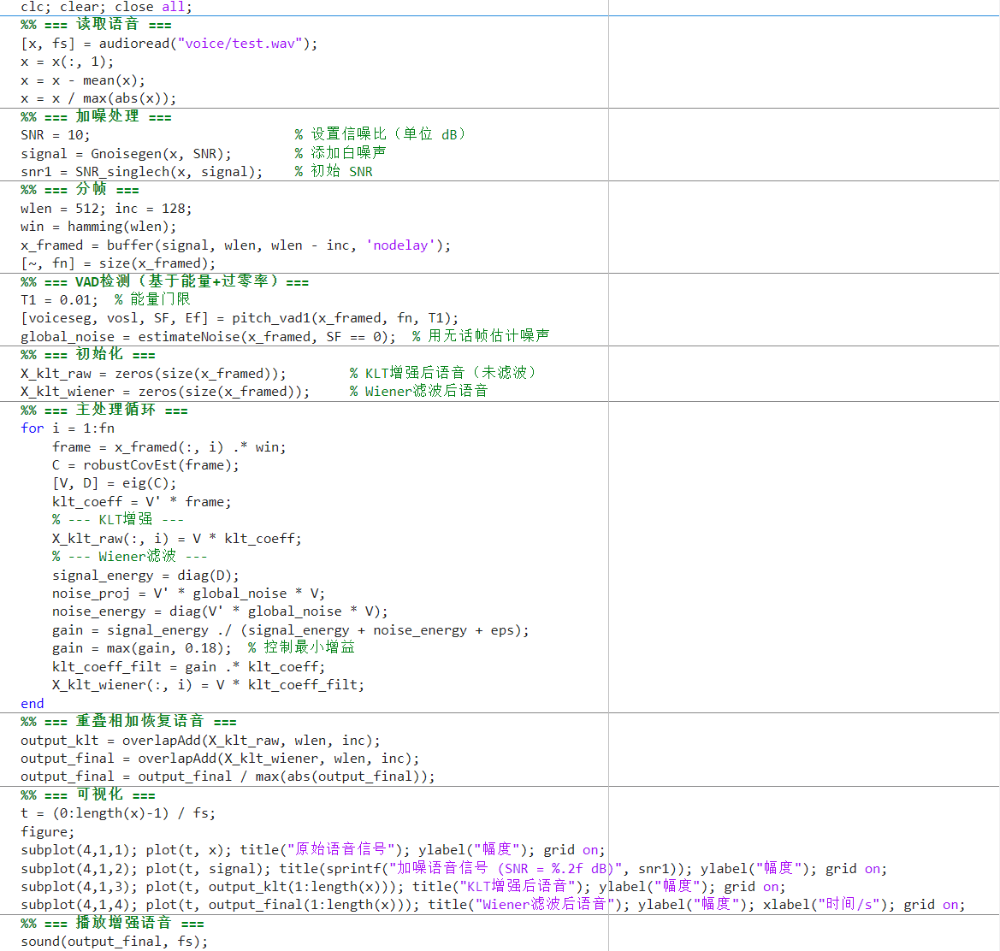 clc; clear; close all;
%% === 读取语音 ===
[x, fs] = audioread("voice/test.wav");
x = x(:, 1);
x = x - mean(x);
x = x / max(abs(x));
%% === 加噪处理 ===
SNR = 10;                          % 设置信噪比（单位 dB）
signal = Gnoisegen(x, SNR);        % 添加白噪声
snr1 = SNR_singlech(x, signal);    % 初始 SNR
%% === 分帧 ===
wlen = 512; inc = 128;
win = hamming(wlen);
x_framed = buffer(signal, wlen, wlen - inc, 'nodelay');
[~, fn] = size(x_framed);
%% === VAD检测（基于能量+过零率）===
T1 = 0.01;  % 能量门限
[voiceseg, vosl, SF, Ef] = pitch_vad1(x_framed, fn, T1);
global_noise = estimateNoise(x_framed, SF == 0);  % 用无话帧估计噪声
%% === 初始化 ===
X_klt_raw = zeros(size(x_framed));        % KLT增强后语音（未滤波）
X_klt_wiener = zeros(size(x_framed));     % Wiener滤波后语音
%% === 主处理循环 ===
for i = 1:fn
    frame = x_framed(:, i) .* win;
    C = robustCovEst(frame);
    [V, D] = eig(C);
    klt_coeff = V' * frame;
    % --- KLT增强 ---
    X_klt_raw(:, i) = V * klt_coeff;
    % --- Wiener滤波 ---
    signal_energy = diag(D);
    noise_proj = V' * global_noise * V;
    noise_energy = diag(V' * global_noise * V);
    gain = signal_energy ./ (signal_energy + noise_energy + eps);
    gain = max(gain, 0.18);  % 控制最小增益
    klt_coeff_filt = gain .* klt_coeff;
    X_klt_wiener(:, i) = V * klt_coeff_filt;
end
%% === 重叠相加恢复语音 ===
output_klt = overlapAdd(X_klt_raw, wlen, inc);
output_final = overlapAdd(X_klt_wiener, wlen, inc);
output_final = output_final / max(abs(output_final));
%% === 可视化 ===
t = (0:length(x)-1) / fs;
figure;
subplot(4,1,1); plot(t, x); title("原始语音信号"); ylabel("幅度"); grid on;
subplot(4,1,2); plot(t, signal); title(sprintf("加噪语音信号 (SNR = %.2f dB)", snr1)); ylabel("幅度"); grid on;
subplot(4,1,3); plot(t, output_klt(1:length(x))); title("KLT增强后语音"); ylabel("幅度"); grid on;
subplot(4,1,4); plot(t, output_final(1:length(x))); title("Wiener滤波后语音"); ylabel("幅度"); xlabel("时间/s"); grid on;
%% === 播放增强语音 ===
sound(output_final, fs);